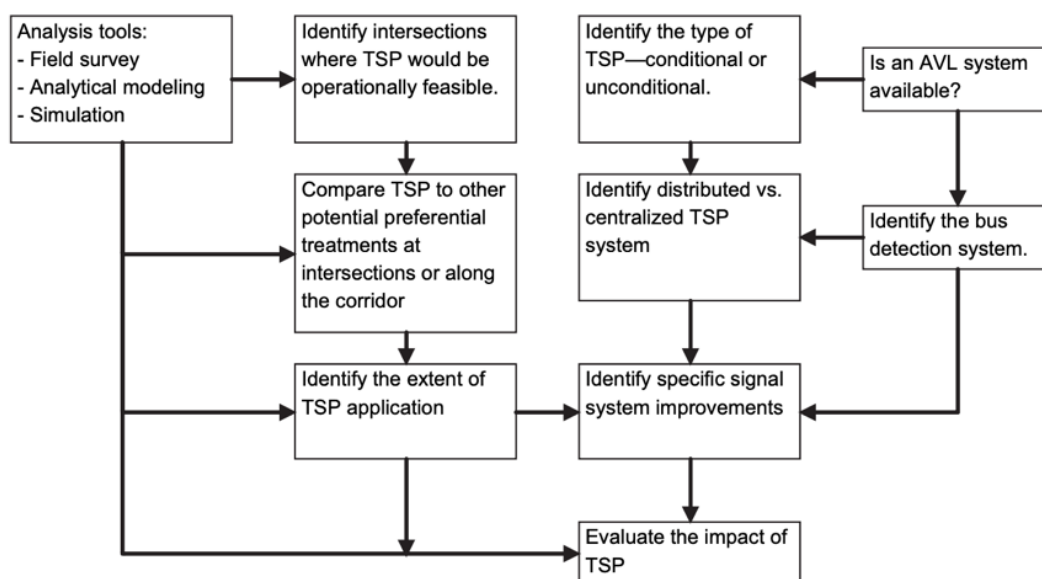 Analysis tools:
- Field survey
- Analytical modeling
- Simulation
Identify intersections
where TSP would be
operationally feasible.
Identify the type of
TSP—conditional or
unconditional.
Is an AVL system
available?
Compare TSP to other
potential preferential
treatments at
intersections or along
the corridor
Identify distributed vs.
centralized TSP
system
Identify the bus
detection system.
Identify the extent of
TSP application
Identify specific signal
system improvements
Evaluate the impact of
TSP